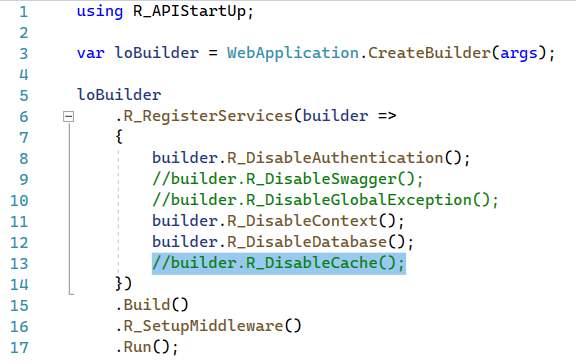 1 using R_APIStartUp;
2
3 var loBuilder = WebApplication.CreateBuilder(args);
4
5 loBuilder
6 .R_RegisterServices(builder =>
7 {
8 builder.R_DisableAuthentication();
9 //builder.R_DisableSwagger();
10 //builder.R_DisableGlobalException();
11 builder.R_DisableContext();
12 builder.R_DisableDatabase();
13 //builder.R_DisableCache();
14 })
15 .Build()
16 .R_SetupMiddleware()
17 .Run();